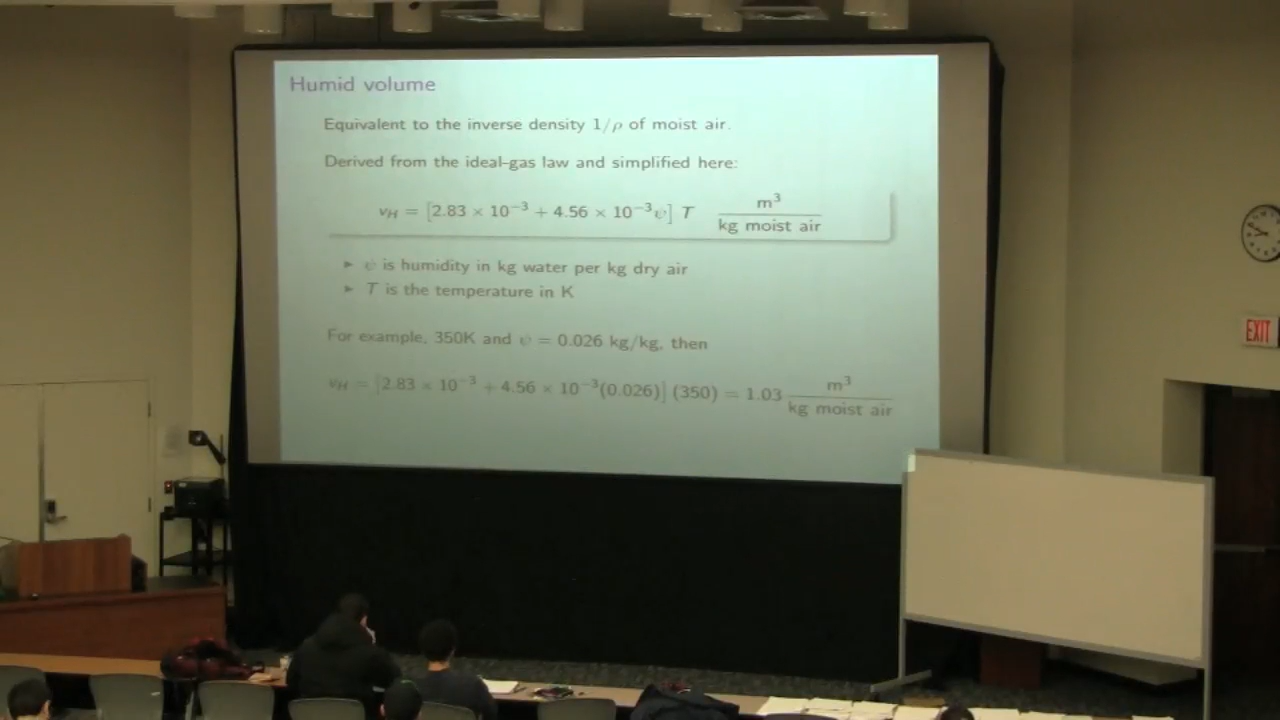 Humid volume
Equivalent to the inverse density 1/ρ of moist air.
Derived from the ideal-gas law and simplified here:
v_H = [2.83 × 10⁻³ + 4.56 × 10⁻³ψ] T m³/kg moist air
► ψ is humidity in kg water per kg dry air
► T is the temperature in K
For example, 350K and ψ = 0.026 kg/kg, then
v_H = [2.83 × 10⁻³ + 4.56 × 10⁻³(0.026)] (350) = 1.03 m³/kg moist air
EXIT